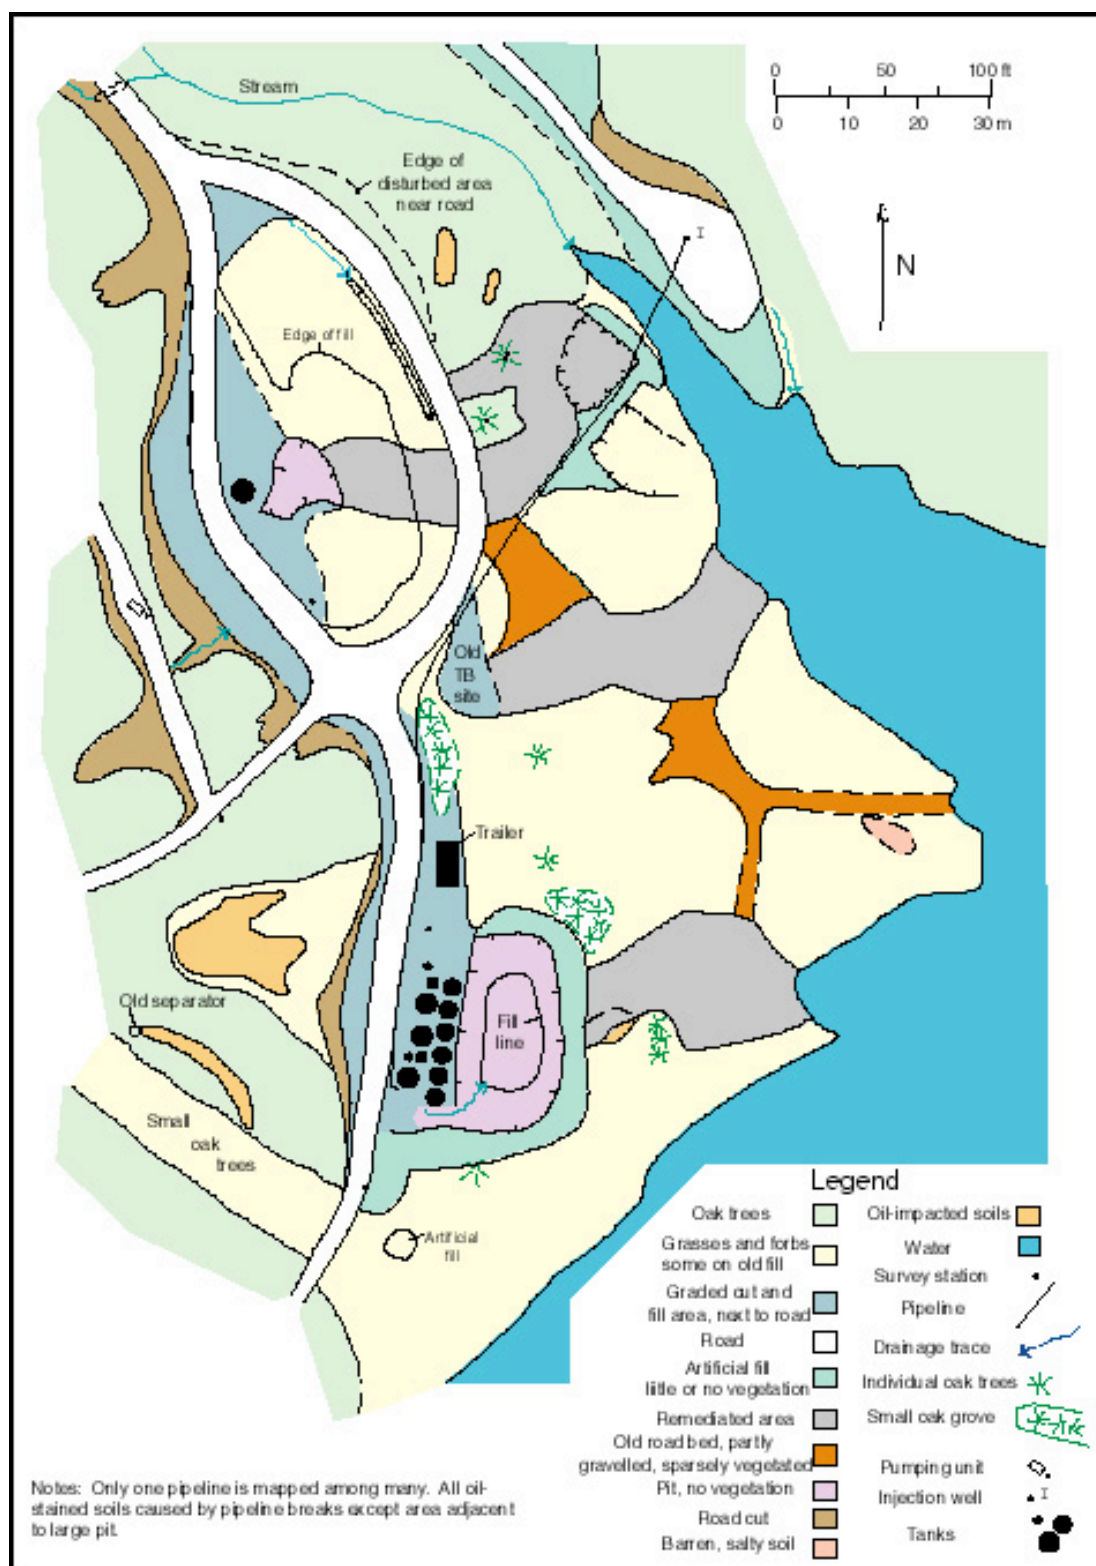 Stream
0 50 100 ft
0 10 20 30 m
Edge of
disturbed area
near road
I
N
Edge of fill
Old
TB
site
Trailer
Old separator
Fill
line
Small
oak
trees
Artificial
fill
Legend
Oak trees
Grasses and forbs
some on old fill
Graded cut and
fill area, next to road
Road
Artificial fill
little or no vegetation
Remediated area
Old road bed, partly
gravelled, sparsely vegetated
Pit, no vegetation
Road cut
Barren, salty soil
Oil-impacted soils
Water
Survey station
Pipeline
Drainage trace
Individual oak trees
Small oak grove
Pumping unit
Injection well
I
Tanks
Notes: Only one pipeline is mapped among many. All oil-
stained soils caused by pipeline breaks except area adjacent
to large pit.